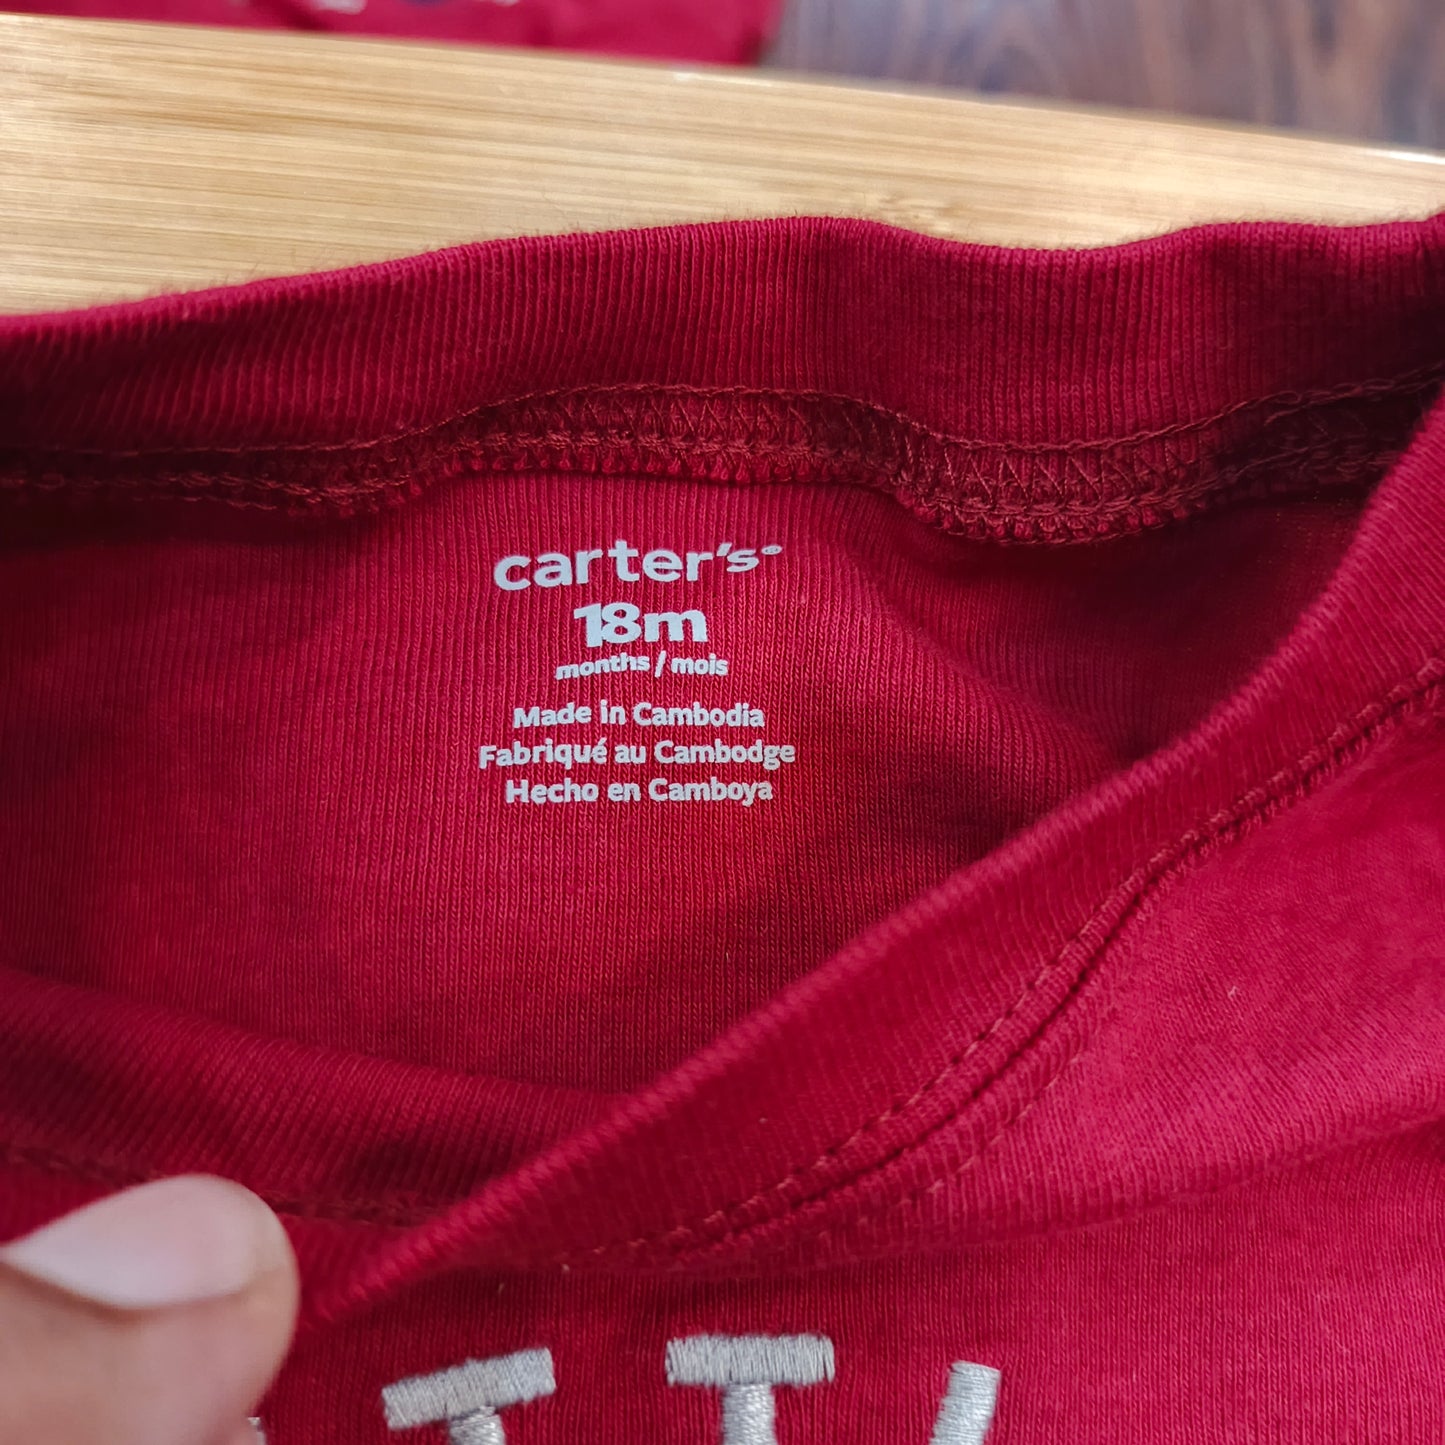 carter's®
18m
months / mois
Made in Cambodia
Fabriqué au Cambodge
Hecho en Camboya